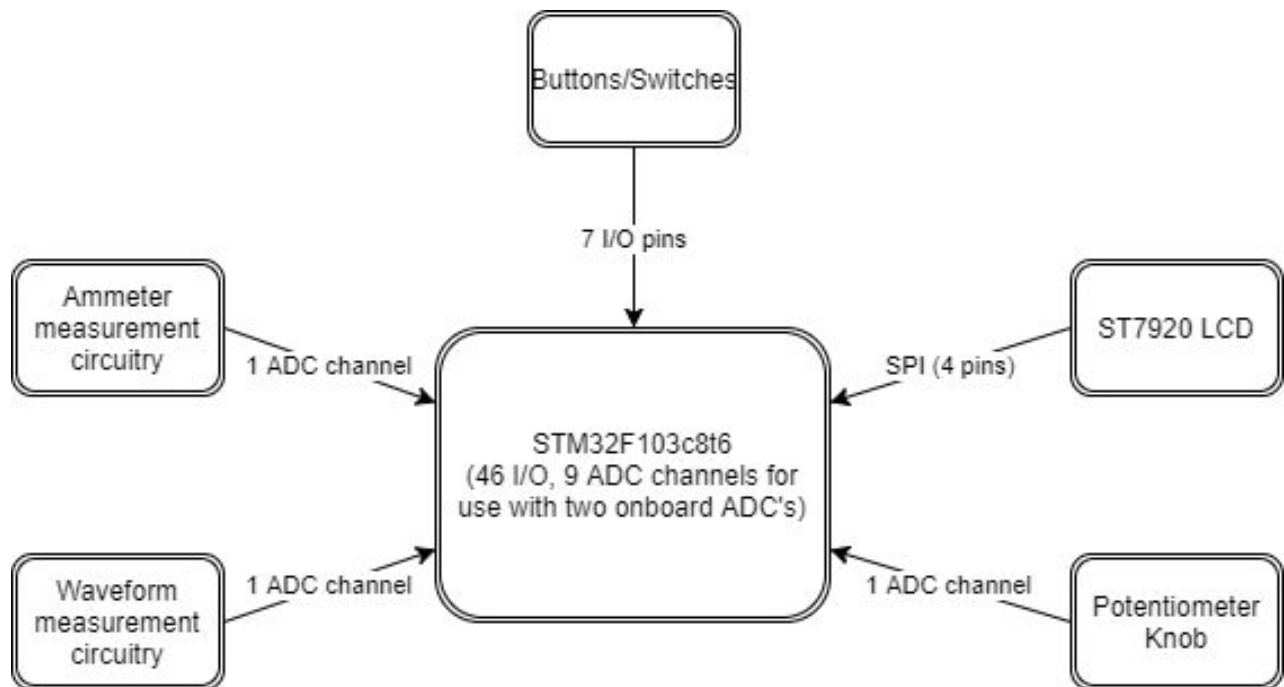 Buttons/Switches
7 I/O pins
Ammeter
measurement
circuitry
1 ADC channel
ST7920 LCD
SPI (4 pins)
STM32F103c8t6
(46 I/O, 9 ADC channels for
use with two onboard ADC's)
Waveform
measurement
circuitry
1 ADC channel
1 ADC channel
Potentiometer
Knob